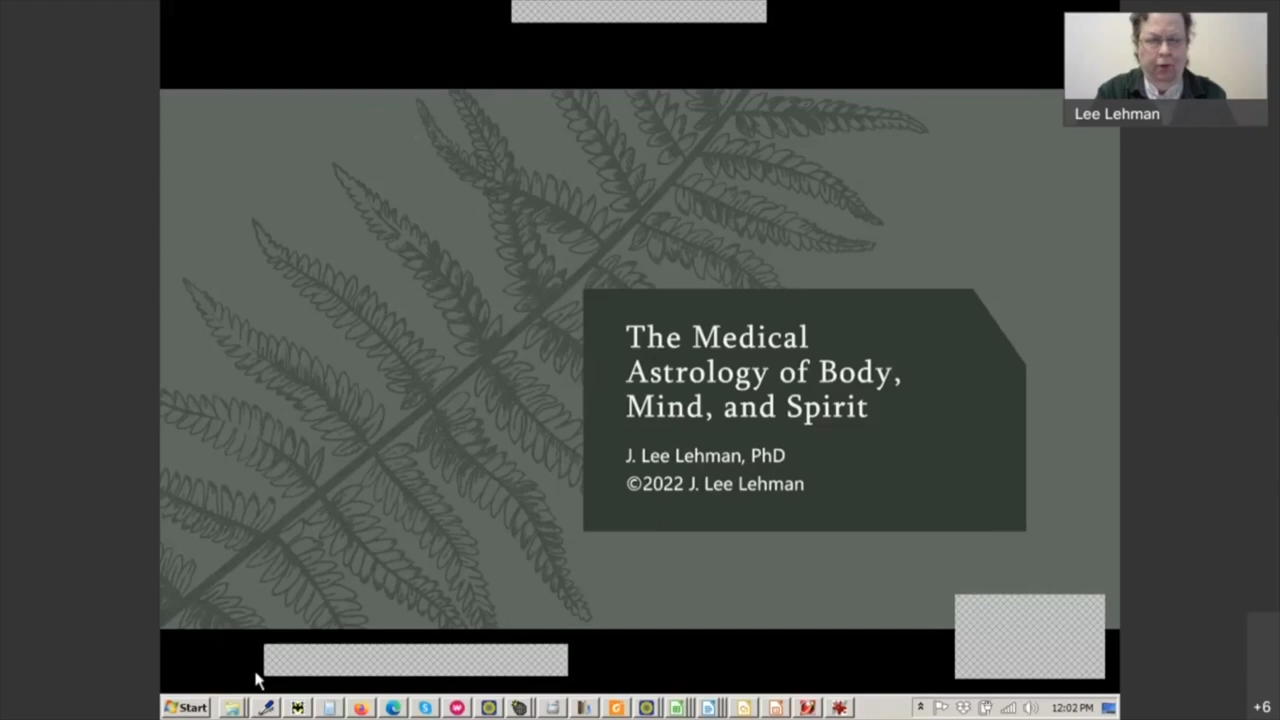 Lee Lehman
The Medical
Astrology of Body,
Mind, and Spirit
J. Lee Lehman, PhD
©2022 J. Lee Lehman
Start
12:02 PM
+6